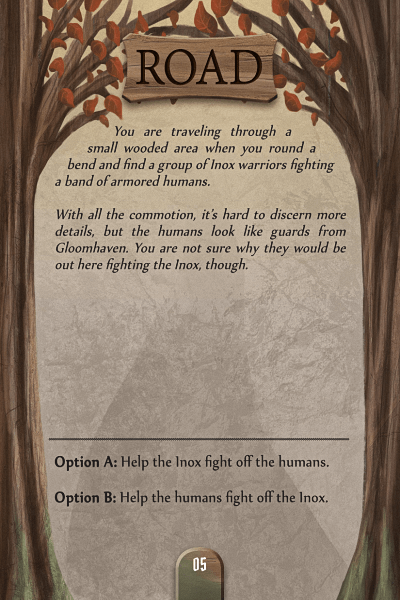 ROAD
You are traveling through a
small wooded area when you round a
bend and find a group of Inox warriors fighting
a band of armored humans.
With all the commotion, it's hard to discern more
details, but the humans look like guards from
Gloomhaven. You are not sure why they would be
out here fighting the Inox, though.
Option A: Help the Inox fight off the humans.
Option B: Help the humans fight off the Inox.
05